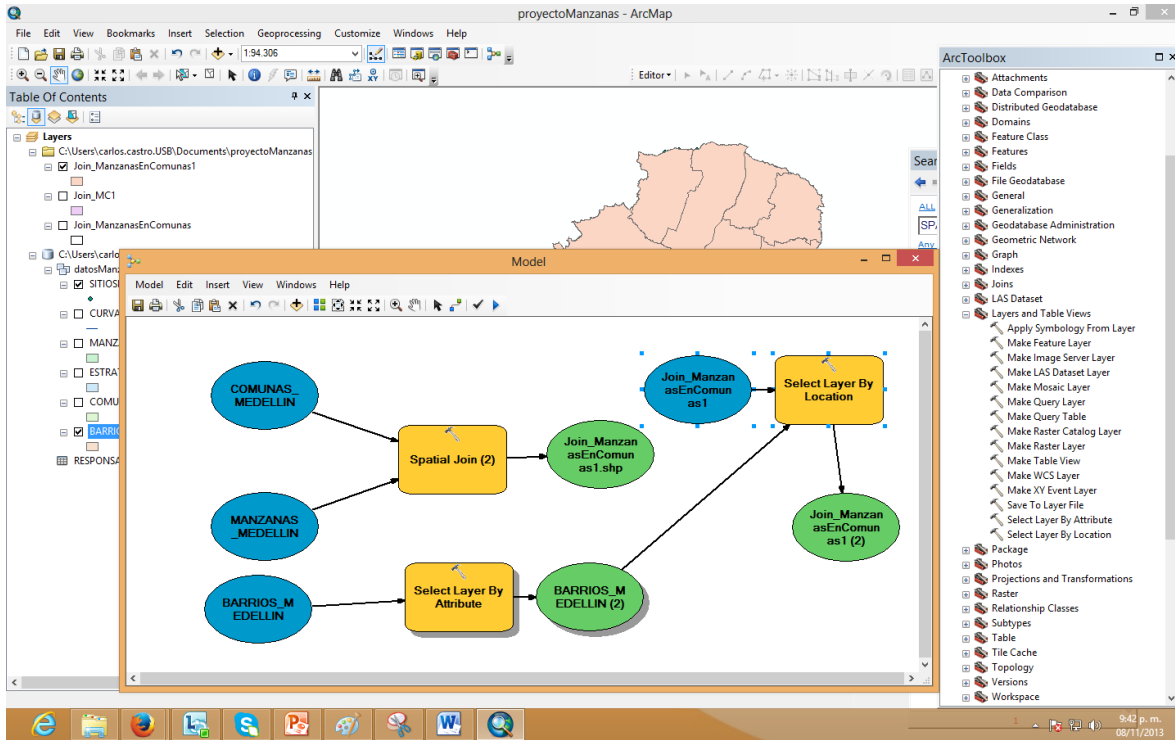 proyectoManzanas - ArcMap
File Edit View Bookmarks Insert Selection Geoprocessing Customize Windows Help
1:94.306
Editor
Table Of Contents
Layers
C:\Users\carlos.castro.USB\Documents\proyectoManzanas
Join_ManzanasEnComunas1
Join_MC1
Join_ManzanasEnComunas
C:\Users\carlo
datosManz
SITIOSI
CURVA
MANZ
ESTRAT
COMU
BARRIO
RESPONSA
Sear
ALL
SPA
Any
Model
Model Edit Insert View Windows Help
COMUNAS_
MEDELLIN
MANZANAS
_MEDELLIN
Spatial Join (2)
Join_Manzan
asEnComun
as1.shp
BARRIOS_M
EDELLIN
Select Layer By
Attribute
BARRIOS_M
EDELLIN (2)
Join_Manzan
asEnComun
as1
Select Layer By
Location
Join_Manzan
asEnComun
as1 (2)
ArcToolbox
Attachments
Data Comparison
Distributed Geodatabase
Domains
Feature Class
Features
Fields
File Geodatabase
General
Generalization
Geodatabase Administration
Geometric Network
Graph
Indexes
Joins
LAS Dataset
Layers and Table Views
Apply Symbology From Layer
Make Feature Layer
Make Image Server Layer
Make LAS Dataset Layer
Make Mosaic Layer
Make Query Layer
Make Query Table
Make Raster Catalog Layer
Make Raster Layer
Make Table View
Make WCS Layer
Make XY Event Layer
Save To Layer File
Select Layer By Attribute
Select Layer By Location
Package
Photos
Projections and Transformations
Raster
Relationship Classes
Subtypes
Table
Tile Cache
Topology
Versions
Workspace
9:42 p. m.
08/11/2013